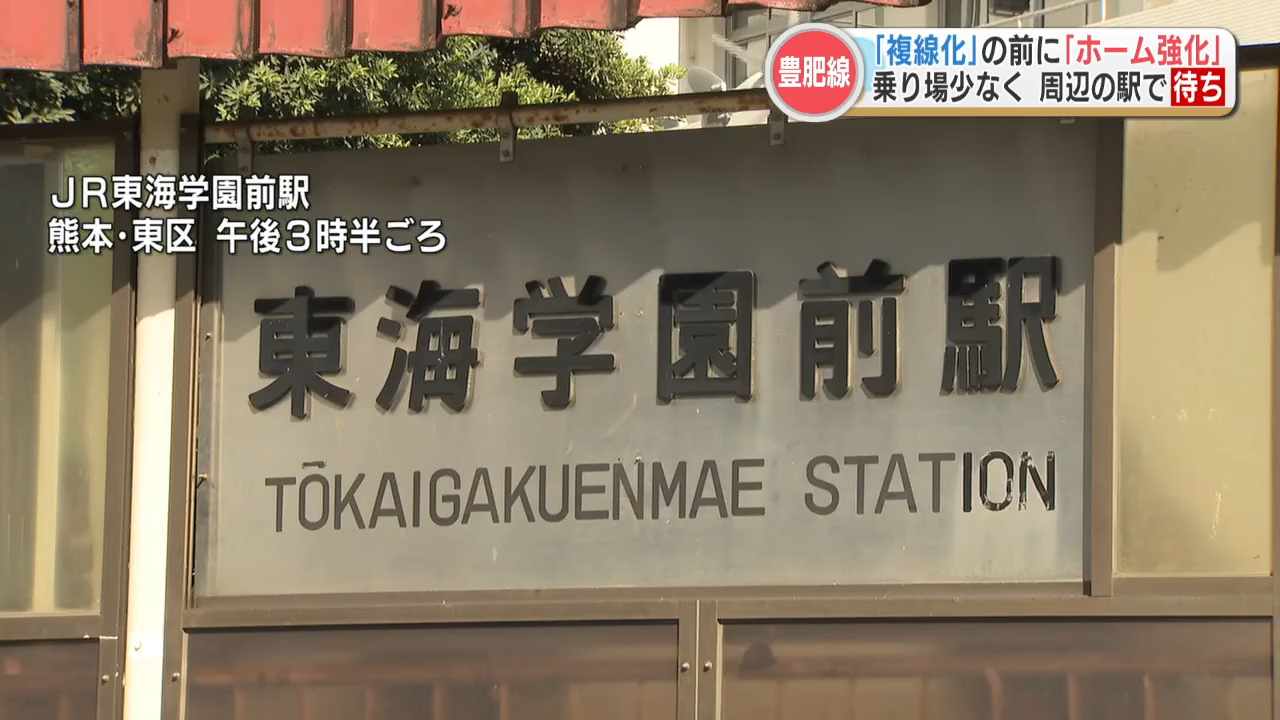 豊肥線
「複線化」の前に「ホーム強化」
乗り場少なく 周辺の駅で待ち
JR東海学園前駅
熊本・東区 午後3時半ごろ
東海学園前駅
TŌKAIGAKUENMAE STATION